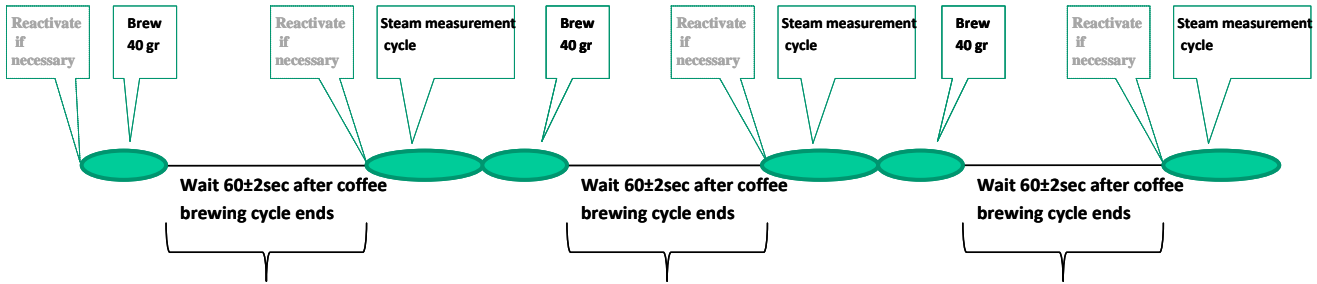 Reactivate
if
necessary
Brew
40 gr
Reactivate
if
necessary
Steam measurement
cycle
Brew
40 gr
Reactivate
if
necessary
Steam measurement
cycle
Brew
40 gr
Reactivate
if
necessary
Steam measurement
cycle
Wait 60±2sec after coffee
brewing cycle ends
Wait 60±2sec after coffee
brewing cycle ends
Wait 60±2sec after coffee
brewing cycle ends